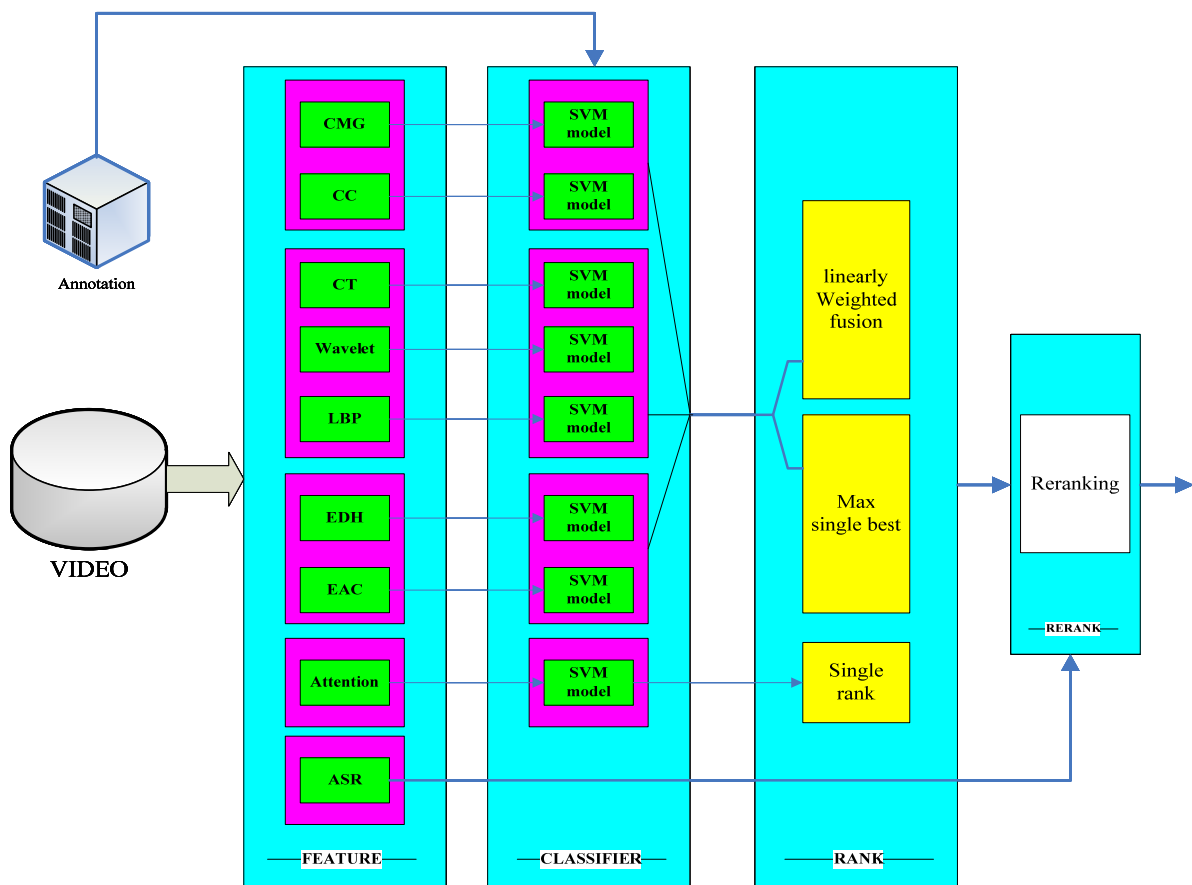 Annotation
VIDEO
CMG
CC
CT
Wavelet
LBP
EDH
EAC
Attention
ASR
FEATURE
SVM
model
SVM
model
SVM
model
SVM
model
SVM
model
SVM
model
SVM
model
SVM
model
CLASSIFIER
linearly
Weighted
fusion
Max
single best
Single
rank
RANK
Reranking
RERANK